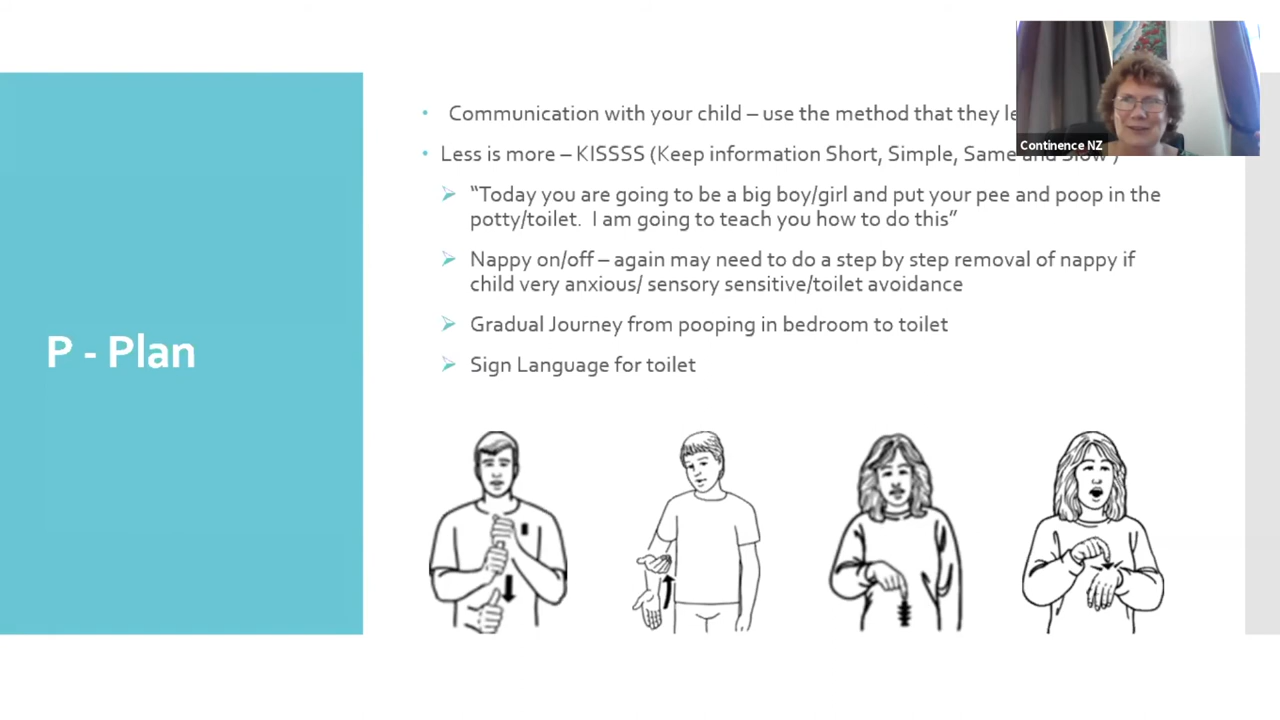 Communication with your child – use the method that they
Continence NZ
Less is more – KISSSS (Keep information Short, Simple, Same and Slow )
"Today you are going to be a big boy/girl and put your pee and poop in the
potty/toilet. I am going to teach you how to do this"
Nappy on/off – again may need to do a step by step removal of nappy if
child very anxious/ sensory sensitive/toilet avoidance
Gradual Journey from pooping in bedroom to toilet
P - Plan
Sign Language for toilet